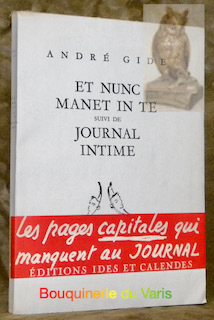 ANDRÉ GIDE
ET NUNC
MANET IN TE
SUIVI DE
JOURNAL
INTIME
les pages capitales qui
manquent au JOURNAL
ÉDITIONS IDES ET CALENDES
Bouquinerie du Varis